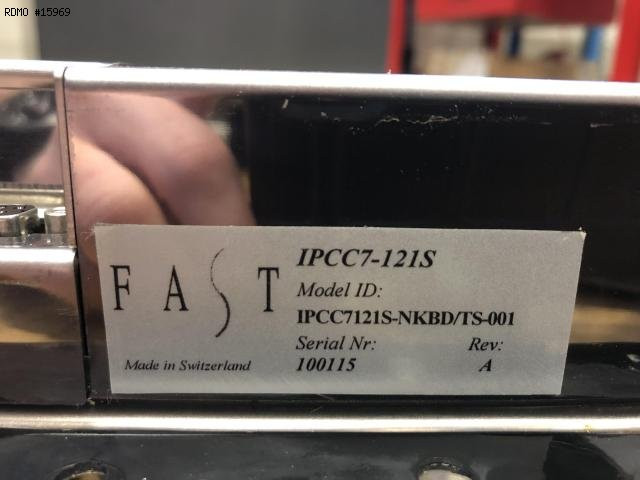 RDMO #15969
FAST
IPCC7-121S
Model ID:
IPCC7121S-NKBD/TS-001
Serial Nr: Rev:
Made in Switzerland 100115 A